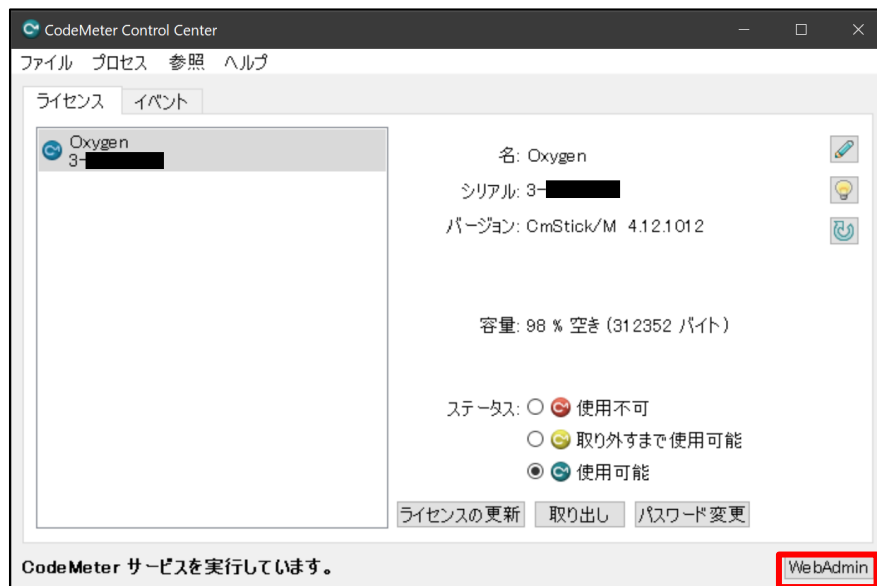 CodeMeter Control Center
ファイル プロセス 参照 ヘルプ
ライセンス イベント
Oxygen
3-
名: Oxygen
シリアル: 3-
バージョン: CmStick/M 4.12.1012
容量: 98 % 空き (312352 バイト)
ステータス: 使用不可
取り外すまで使用可能
使用可能
ライセンスの更新 取り出し パスワード変更
CodeMeter サービスを実行しています。 WebAdmin